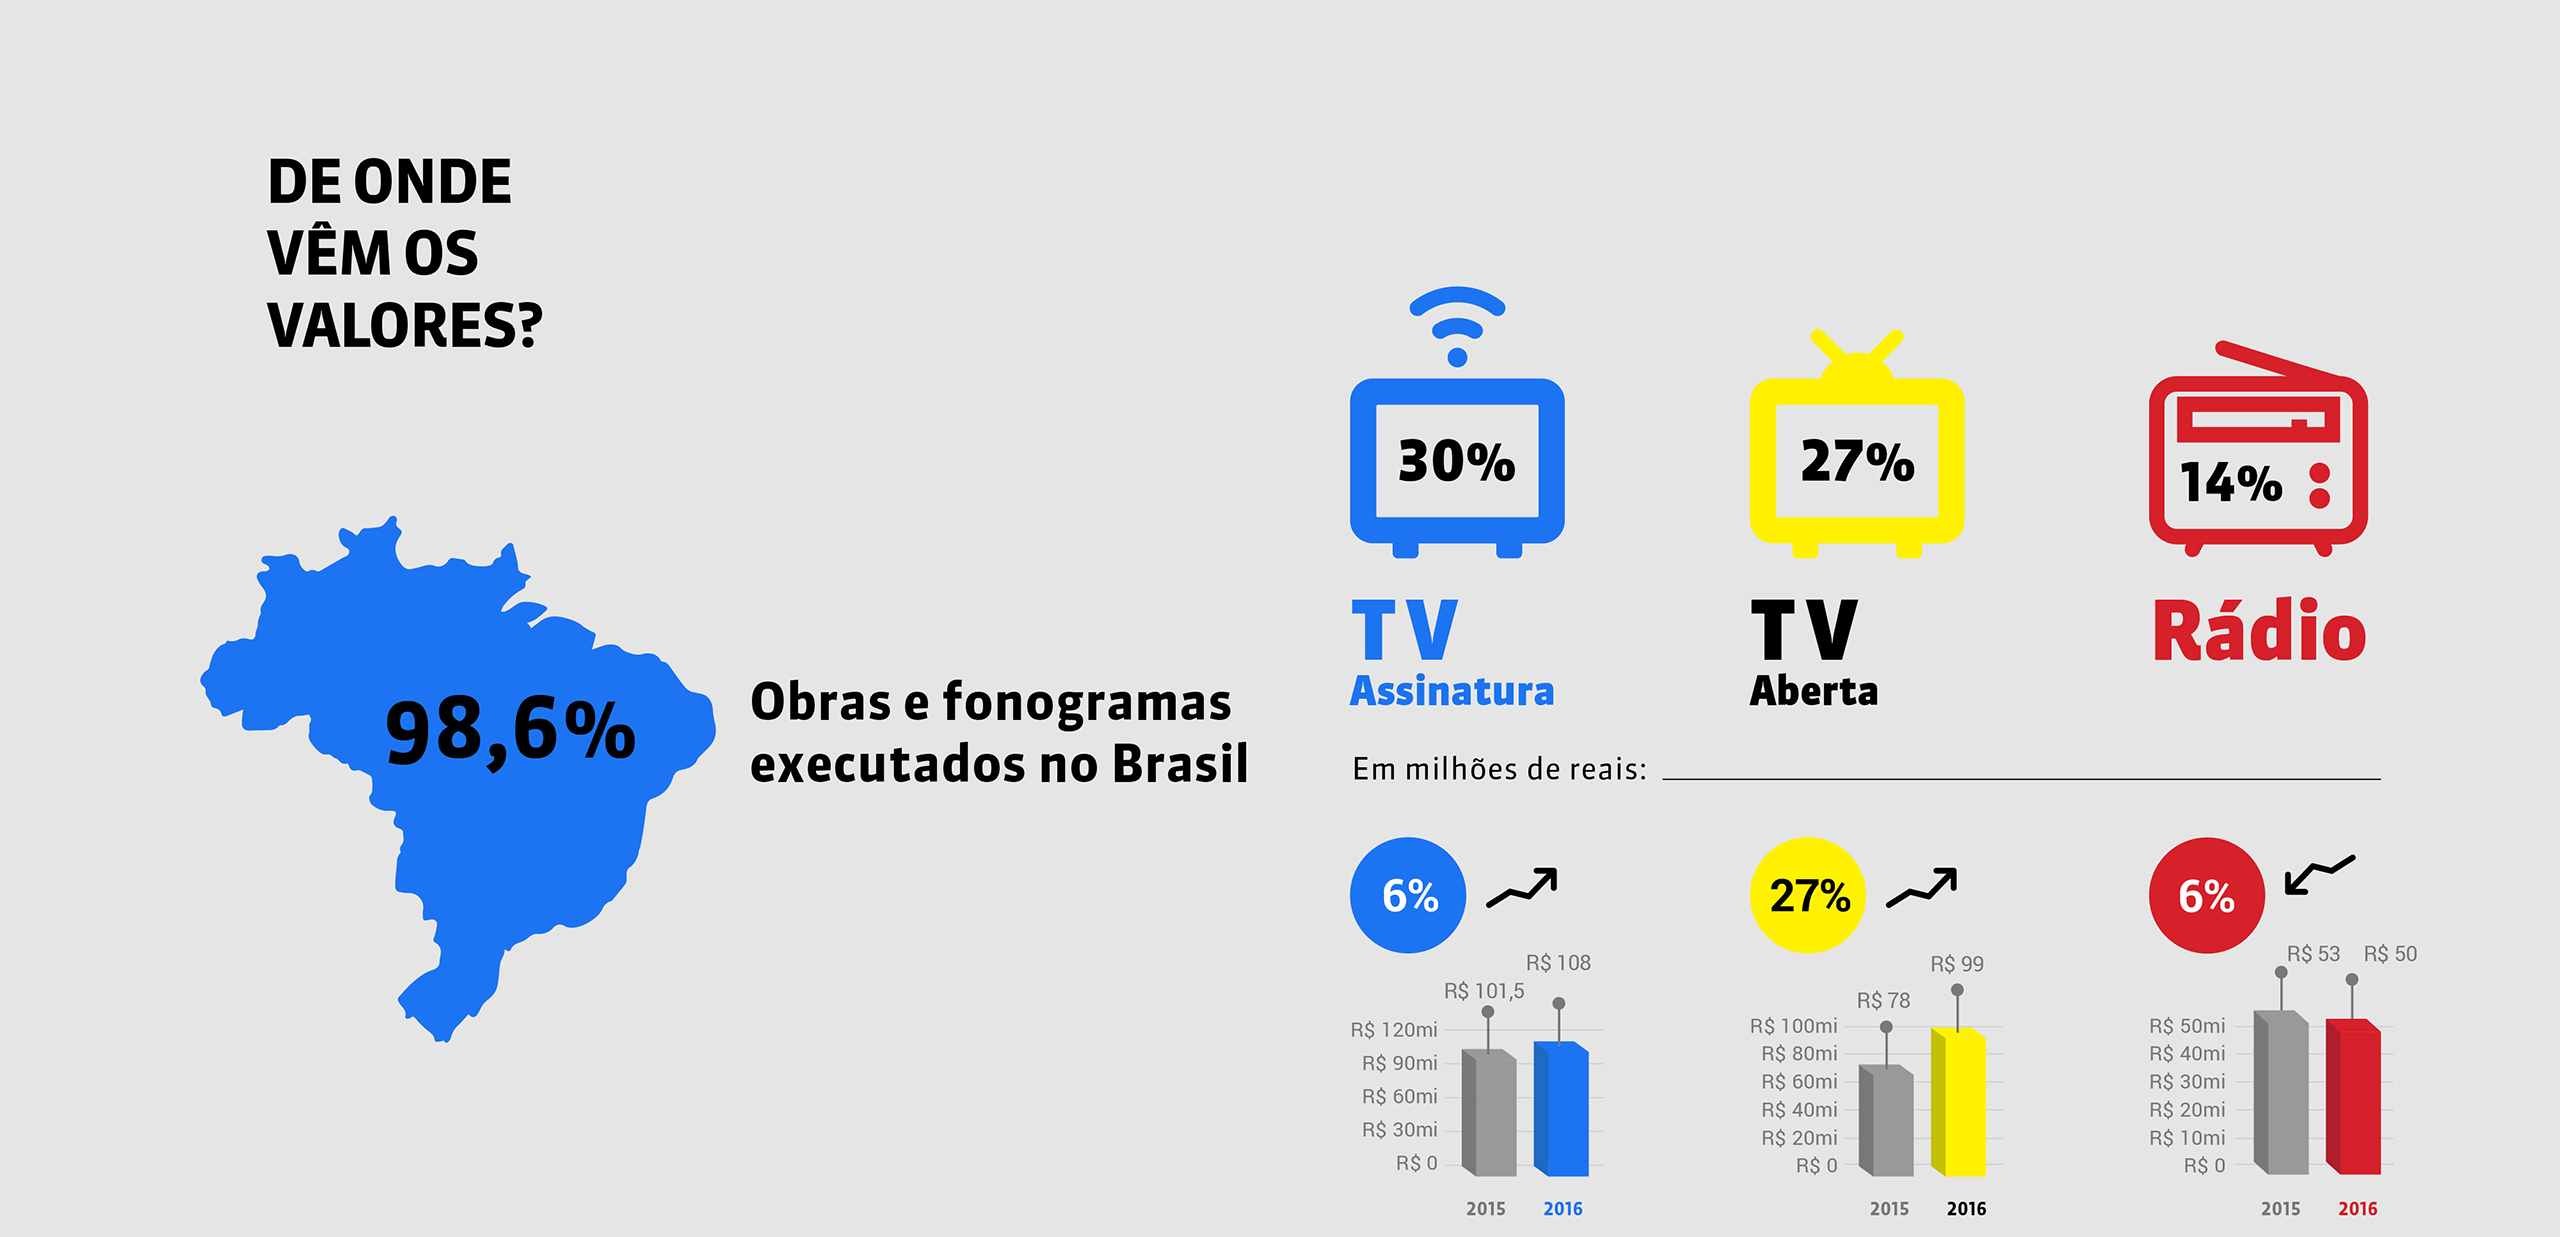 DE ONDE
VÊM OS
VALORES?
98,6%
Obras e fonogramas
executados no Brasil
30%
TV
Assinatura
27%
TV
Aberta
14%
Rádio
Em milhões de reais:
6%
R$ 101,5
R$ 108
R$ 120mi
R$ 90mi
R$ 60mi
R$ 30mi
R$ 0
2015
2016
27%
R$ 78
R$ 99
R$ 100mi
R$ 80mi
R$ 60mi
R$ 40mi
R$ 20mi
R$ 0
2015
2016
6%
R$ 53
R$ 50
R$ 50mi
R$ 40mi
R$ 30mi
R$ 20mi
R$ 10mi
R$ 0
2015
2016